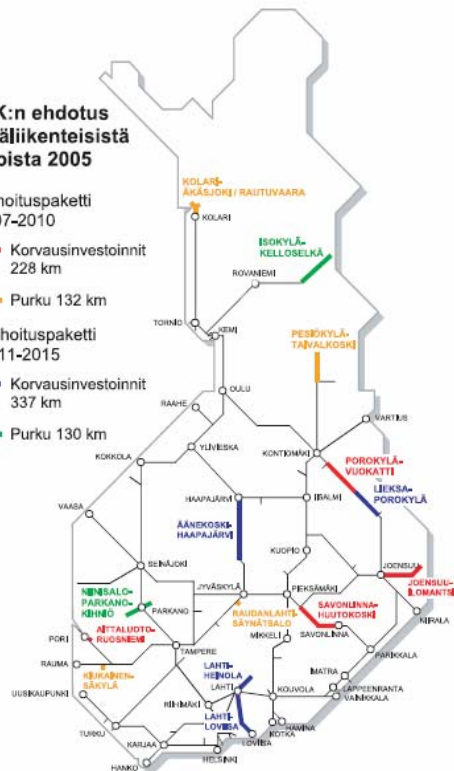 K:n ehdotus
äliikenteisistä
oista 2005
hoituspaketti
07-2010
Korvausinvestoinnit
228 km
Purku 132 km
hoituspaketti
11-2015
Korvausinvestoinnit
337 km
Purku 130 km
KOLARI-
ÄKÄSJOKI / RAUTUVAARA
KOLARI
ISOKYLÄ-
KELLOSELKÄ
ROVANIEMI
TORNIO
KEMI
PESIÖKYLÄ-
TAIVALKOSKI
OULU
RAAHE
VARTIUS
YLIVIESKA
KONTIOMÄKI
KOKKOLA
POROKYLÄ-
VUOKATTI
LIEKSA-
POROKYLÄ
HAAPAJÄRVI
IISALMI
VAASA
ÄÄNEKOSKI-
HAAPAJÄRVI
KUOPIO
SEINÄJOKI
JOENSUU
NIINISALO-
PARKANO-
KIHNIÖ
JYVÄSKYLÄ
PIEKSÄMÄKI
JOENSUU-
ILOMANTSI
PARKANO
RAUDANLAHTI-
SÄYNÄTSALO
SAVONLINNA-
HUUTOKOSKI
NIIRALA
AITTALUOTO-
RUOSNIEMI
PORI
MIKKELI
SAVONLINNA
TAMPERE
PARIKKALA
RAUMA
KIUKAINEN-
SÄKYLÄ
LAHTI-
HEINOLA
IMATRA
UUSIKAUPUNKI
LAHTI
KOUVOLA
LAPPEENRANTA
VAINIKKALA
RIIHIMÄKI
LAHTI-
LOVIISA
HAMINA
TURKU
KOTKA
KARJAA
LOVIISA
HELSINKI
HANKO